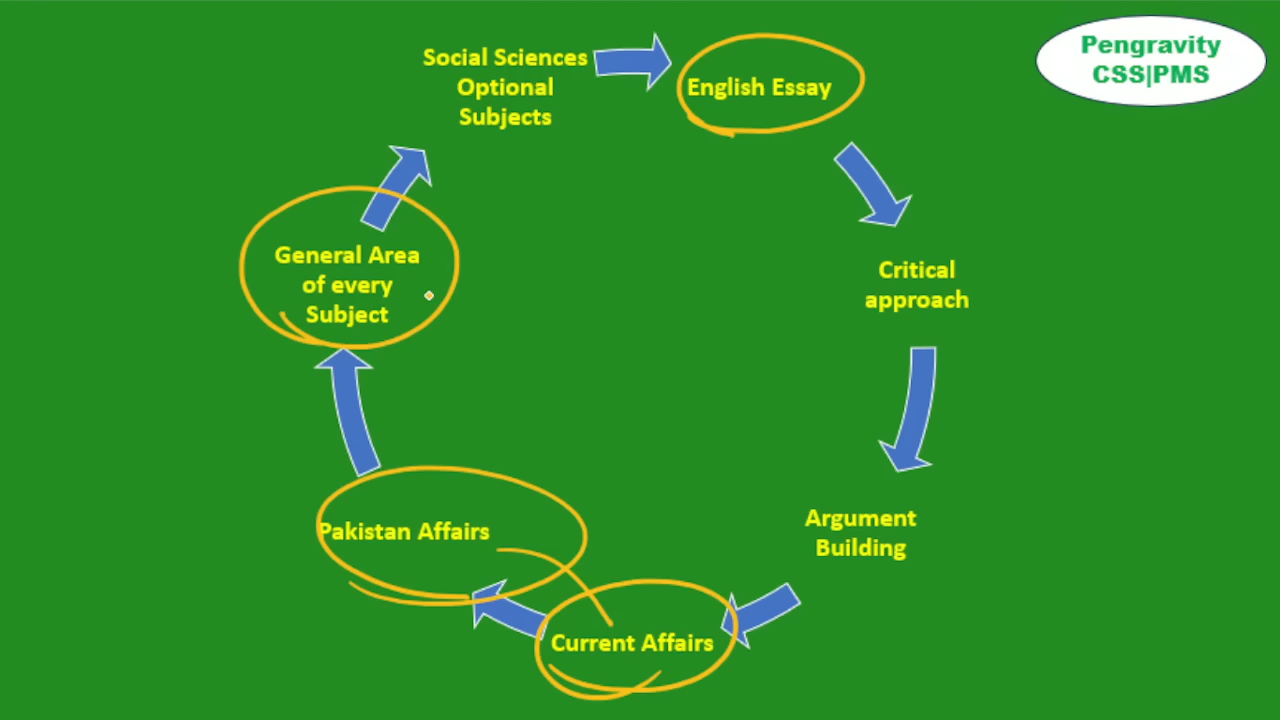 Social Sciences
Optional
Subjects
English Essay
Pengravity
CSS|PMS
Critical
approach
Argument
Building
Current Affairs
Pakistan Affairs
General Area
of every
Subject